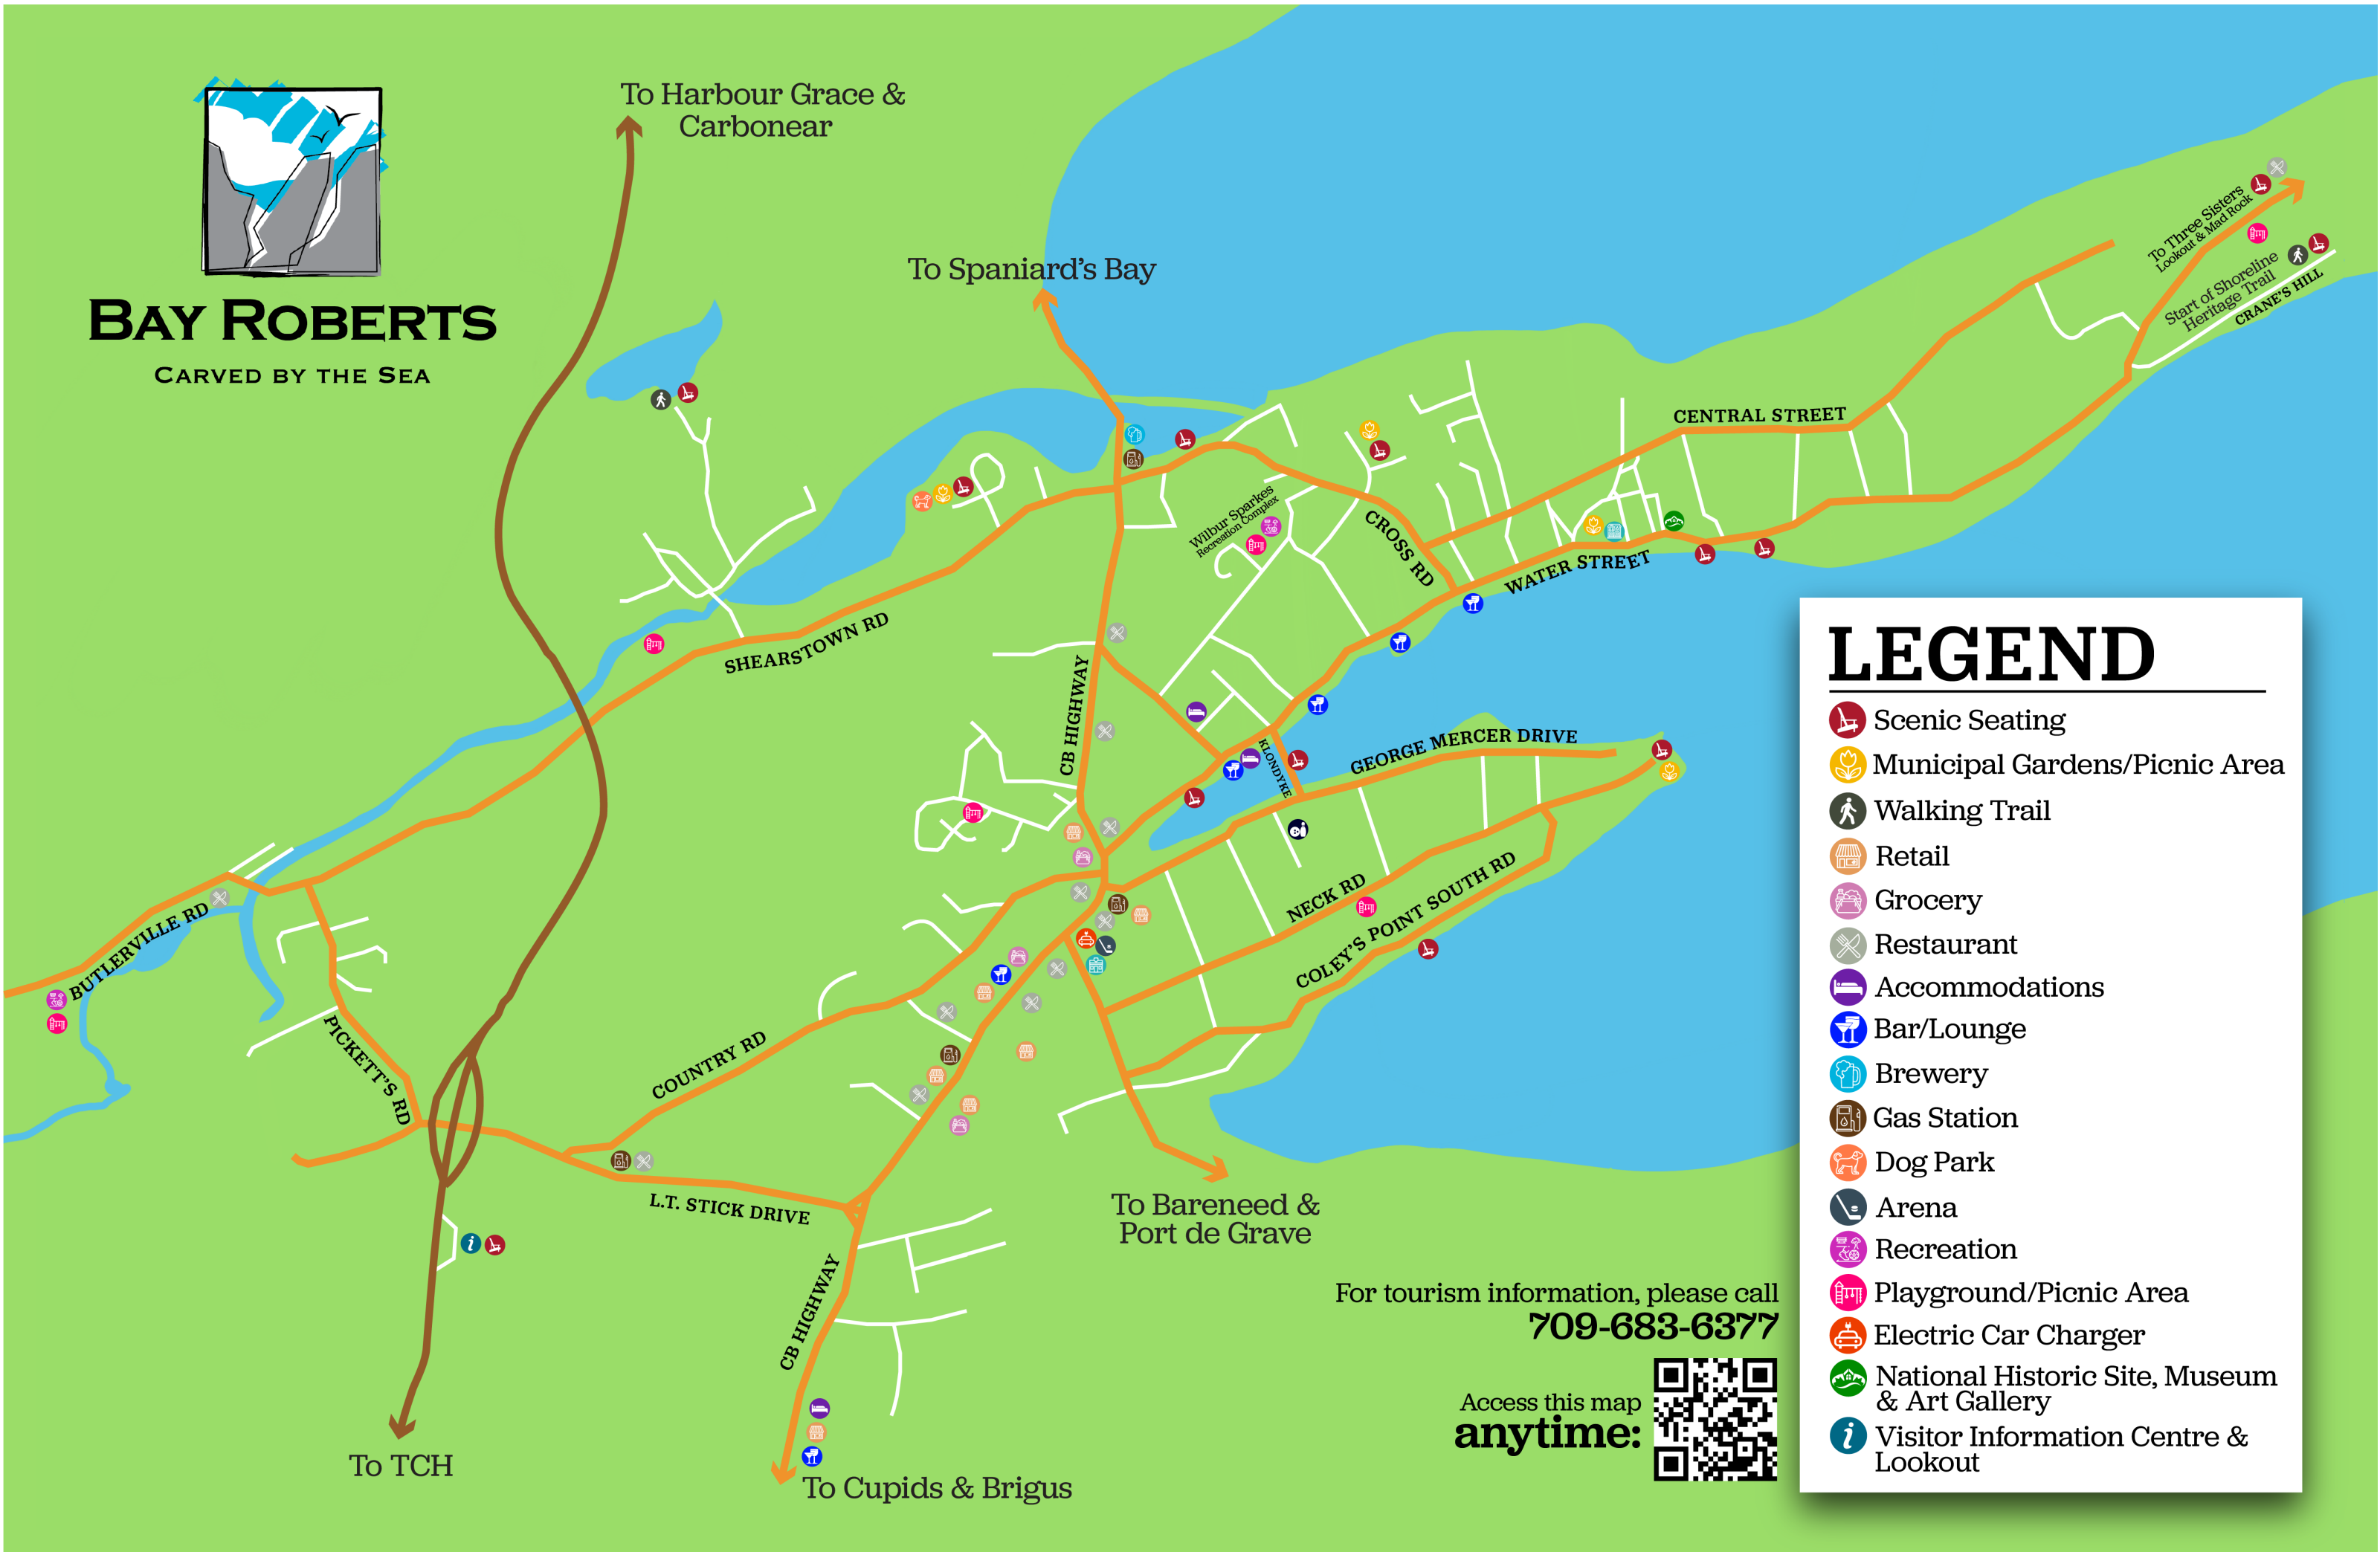 BAY ROBERTS
CARVED BY THE SEA
To Harbour Grace &
Carbonear
To Spaniard's Bay
To Three Sisters
Lookout & Mad Rock
Start of Shoreline
Heritage Trail
CRANE'S HILL
CENTRAL STREET
Wilbur Sparkes
Recreation Complex
CROSS RD
WATER STREET
SHEARSTOWN RD
CB HIGHWAY
KLONDYKE
GEORGE MERCER DRIVE
NECK RD
COLEY'S POINT SOUTH RD
BUTLERVILLE RD
PICKETT'S RD
COUNTRY RD
L.T. STICK DRIVE
CB HIGHWAY
To Bareneed &
Port de Grave
To TCH
To Cupids & Brigus
For tourism information, please call
709-683-6377
Access this map
anytime:
LEGEND
Scenic Seating
Municipal Gardens/Picnic Area
Walking Trail
Retail
Grocery
Restaurant
Accommodations
Bar/Lounge
Brewery
Gas Station
Dog Park
Arena
Recreation
Playground/Picnic Area
Electric Car Charger
National Historic Site, Museum
& Art Gallery
Visitor Information Centre &
Lookout